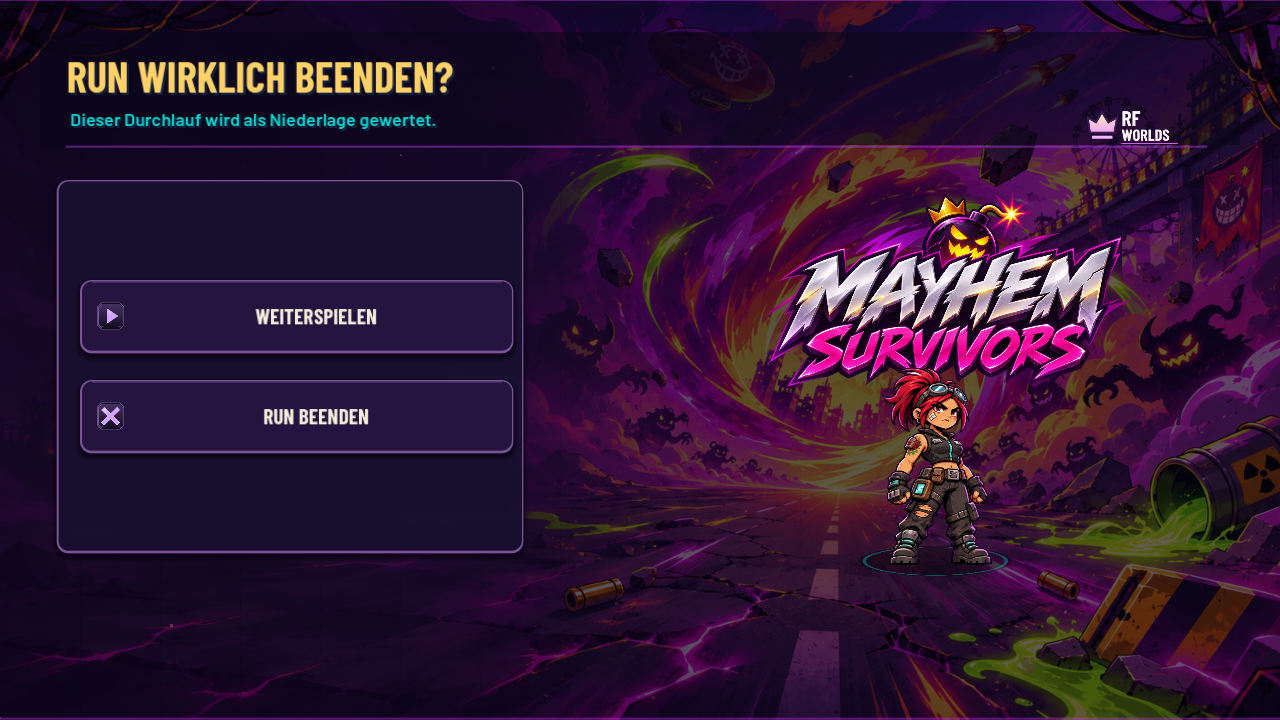 RUN WIRKLICH BEENDEN?
Dieser Durchlauf wird als Niederlage gewertet.
RF
WORLDS
MAYHEM
SURVIVORS
WEITERSPIELEN
RUN BEENDEN